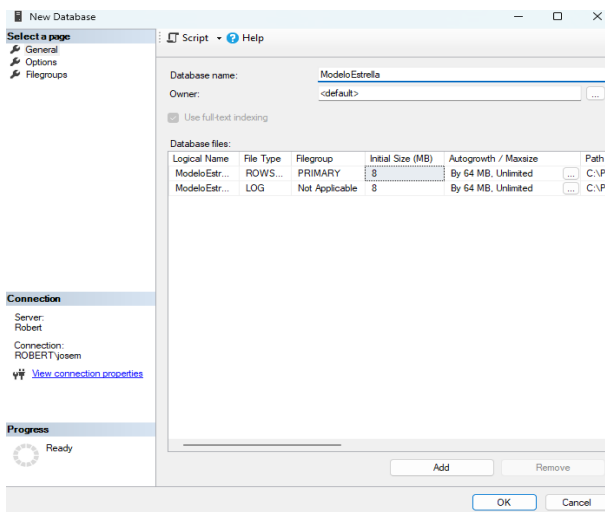 New Database
Select a page
General
Options
Filegroups
Script Help
Database name: ModeloEstrella
Owner: <default> ...
Use full-text indexing
Database files:
Logical Name File Type Filegroup Initial Size (MB) Autogrowth / Maxsize Path
ModeloEstr... ROWS... PRIMARY 8 By 64 MB, Unlimited ... C:\P
ModeloEstr... LOG Not Applicable 8 By 64 MB, Unlimited ... C:\P
Connection
Server:
Robert
Connection:
ROBERT\josem
View connection properties
Progress
Ready
Add Remove
OK Cancel